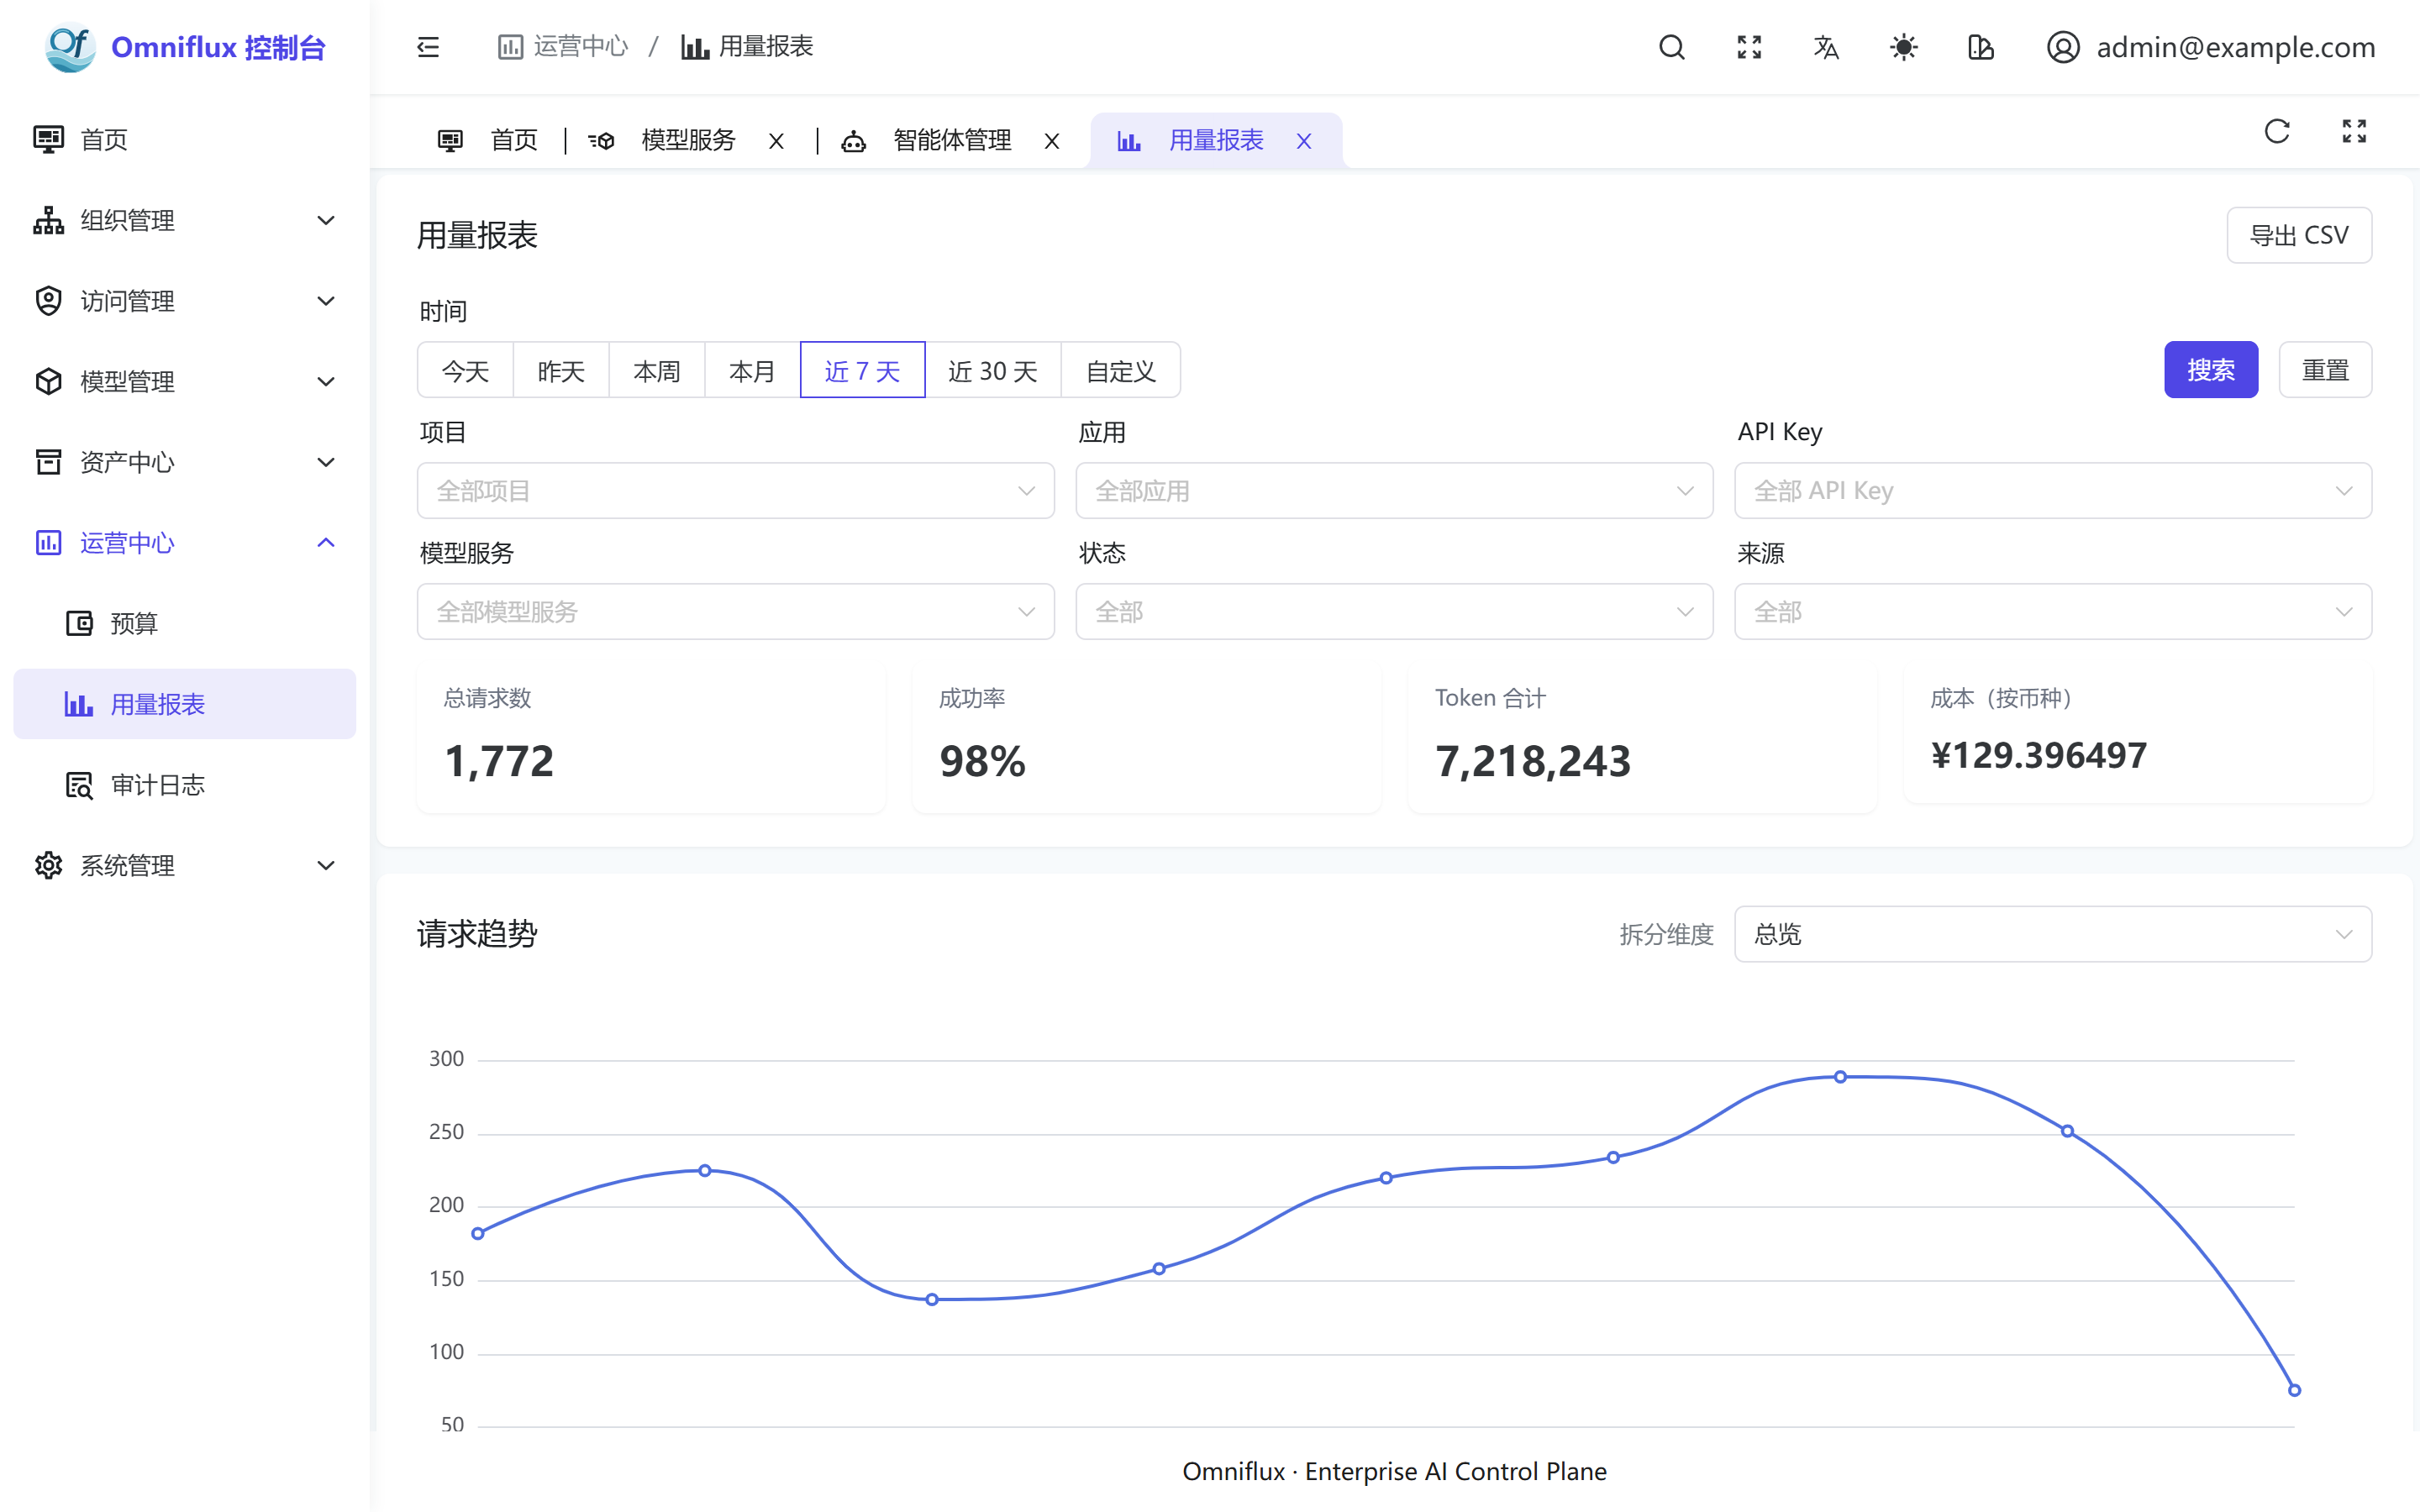 Omniflux 控制台
运营中心 / 用量报表
admin@example.com
首页
组织管理
访问管理
模型管理
资产中心
运营中心
预算
用量报表
审计日志
系统管理
首页 | 模型服务 X | 智能体管理 X 用量报表 X
用量报表
导出 CSV
时间
今天 昨天 本周 本月 近 7 天 近 30 天 自定义
搜索 重置
项目 应用 API Key
全部项目 全部应用 全部 API Key
模型服务 状态 来源
全部模型服务 全部 全部
总请求数 成功率 Token 合计 成本（按币种）
1,772 98% 7,218,243 ¥129.396497
请求趋势
拆分维度 总览
300
250
200
150
100
50
Omniflux · Enterprise AI Control Plane